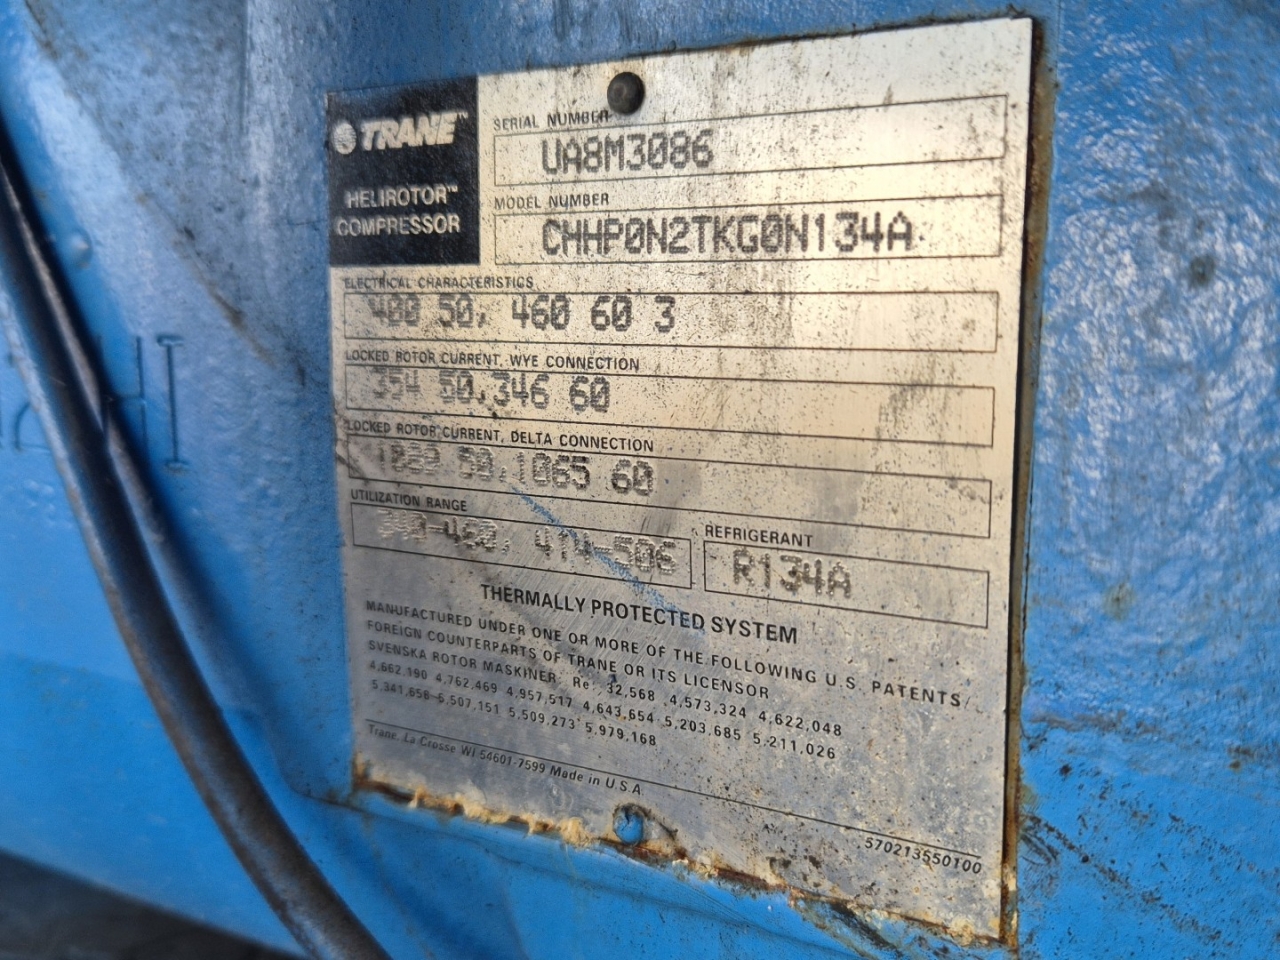 TRANE™
HELIROTOR™
COMPRESSOR
SERIAL NUMBER
UA8M3086
MODEL NUMBER
CHHP0N2TKG0N134A
ELECTRICAL CHARACTERISTICS
400 50, 460 60 3
LOCKED ROTOR CURRENT, WYE CONNECTION
354 50,346 60
LOCKED ROTOR CURRENT, DELTA CONNECTION
1089 50,1065 60
UTILIZATION RANGE
414-506
REFRIGERANT
R134A
THERMALLY PROTECTED SYSTEM
MANUFACTURED UNDER ONE OR MORE OF THE FOLLOWING U.S. PATENTS/
FOREIGN COUNTERPARTS OF TRANE OR ITS LICENSOR
SVENSKA ROTOR MASKINER Re. 32,568 4,573,324 4,622,048
4,662,190 4,762,469 4,957,517 4,643,654 5,203,685 5,211,026
5,341,658 5,507,151 5,509,273 5,979,168
Trane, La Crosse WI 54601-7599 Made in U.S.A.
570213550100